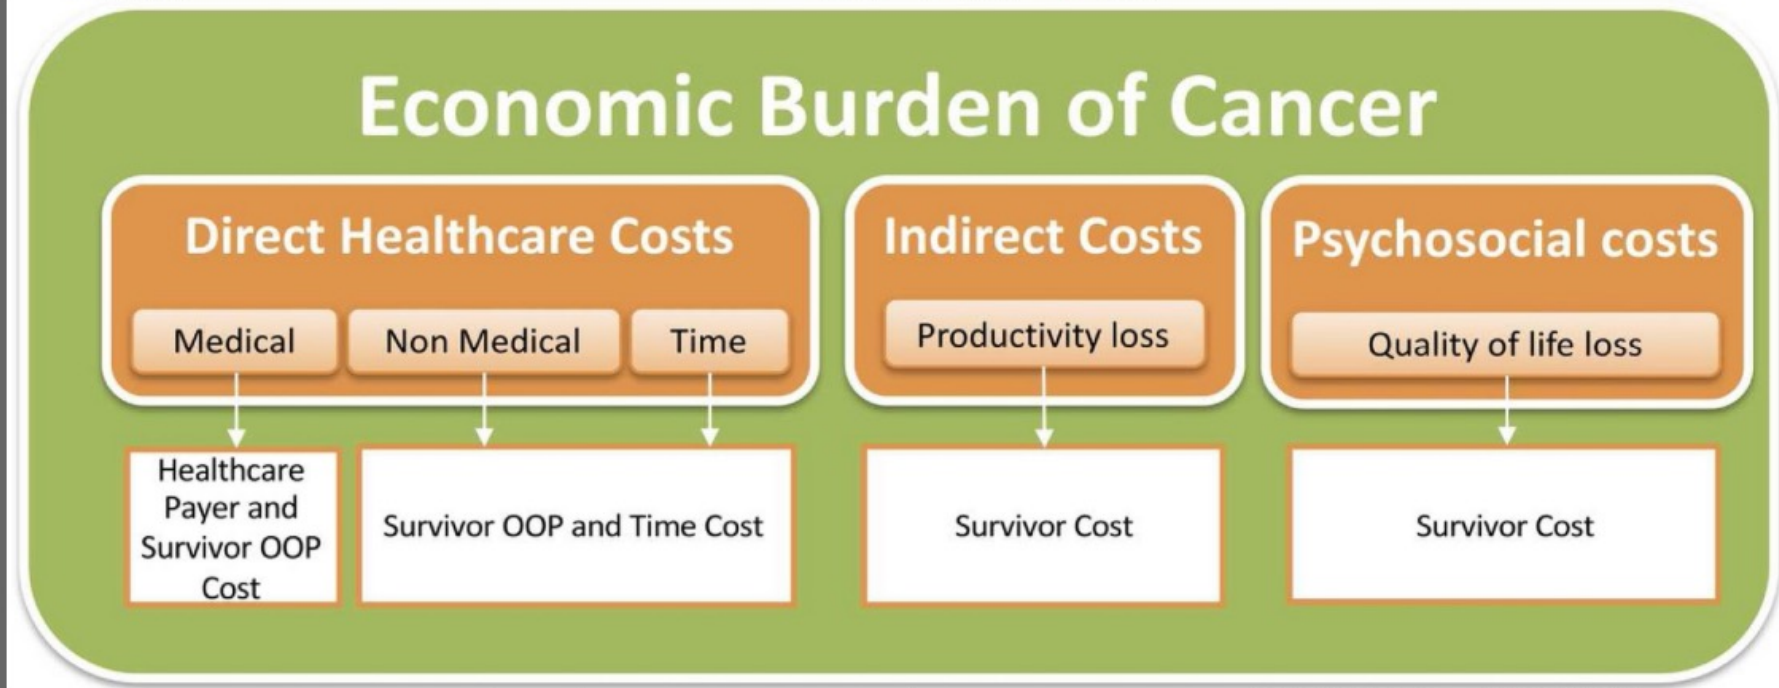 Economic Burden of Cancer
Direct Healthcare Costs
Medical
Non Medical
Time
Healthcare
Payer and
Survivor OOP
Cost
Survivor OOP and Time Cost
Indirect Costs
Productivity loss
Survivor Cost
Psychosocial costs
Quality of life loss
Survivor Cost